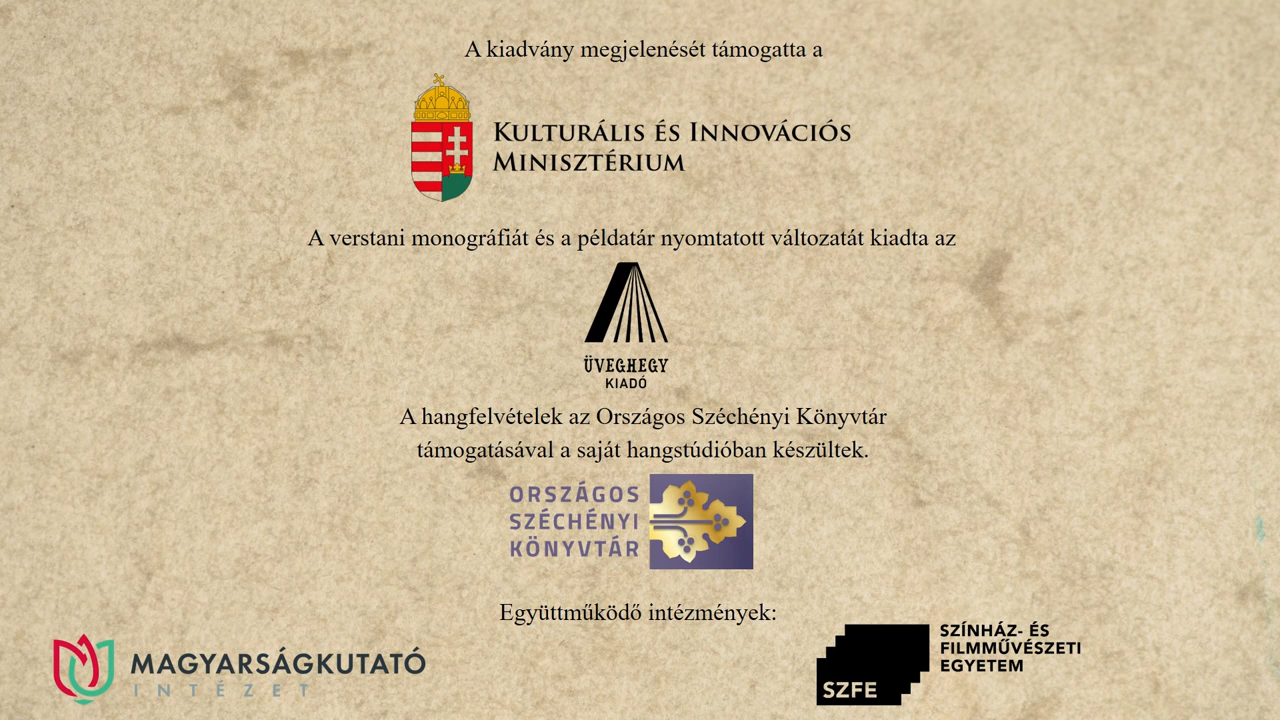 A kiadvány megjelenését támogatta a
Kulturális és Innovációs
Minisztérium
A verstani monográfiát és a példatár nyomtatott változatát kiadta az
ÜVEGHEGY
KIADÓ
A hangfelvételek az Országos Széchényi Könyvtár
támogatásával a saját hangstúdióban készültek.
ORSZÁGOS
SZÉCHÉNYI
KÖNYVTÁR
Együttműködő intézmények:
MAGYARSÁGKUTATÓ
INTÉZET
SZFE
SZÍNHÁZ- ÉS
FILMMŰVÉSZETI
EGYETEM